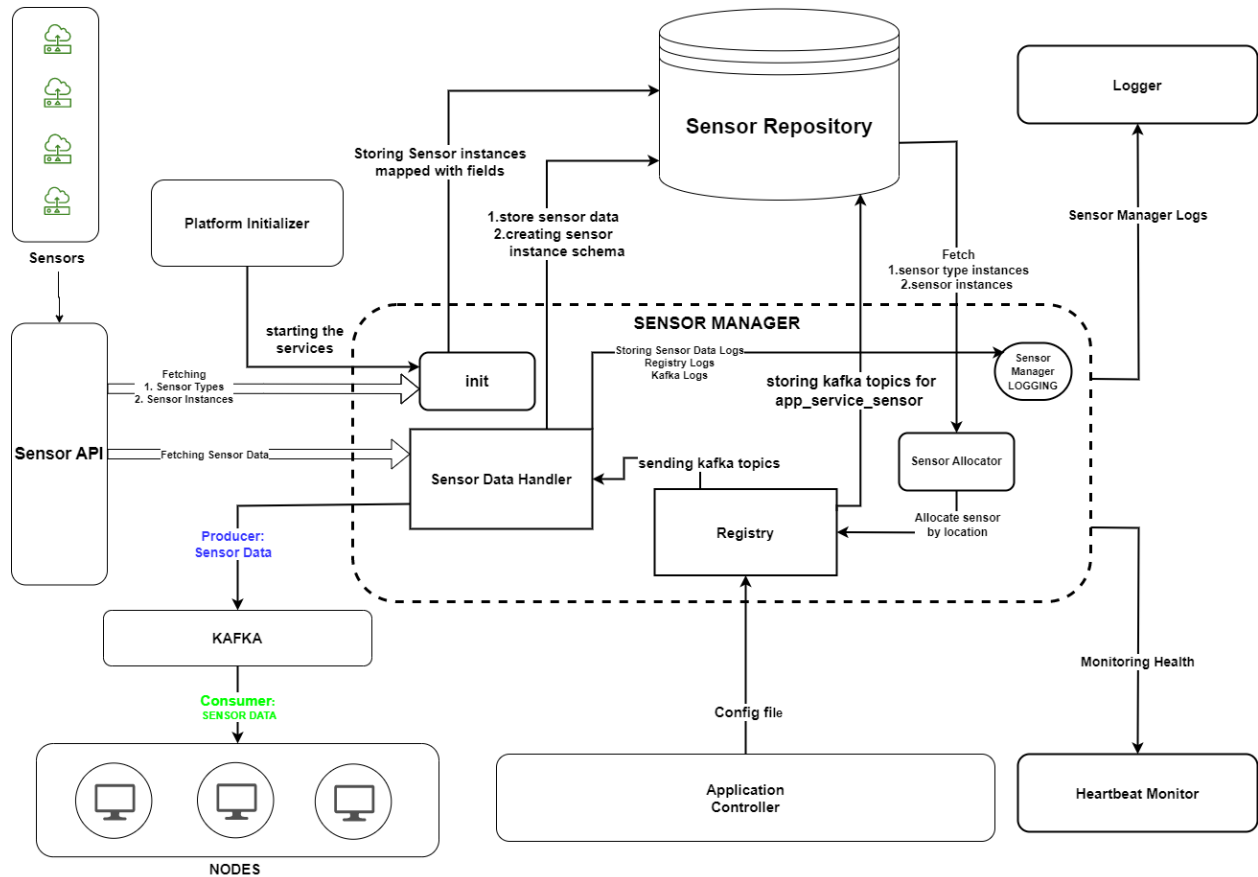 Sensors
Platform Initializer
Storing Sensor instances
mapped with fields
1.store sensor data
2.creating sensor
instance schema
Sensor Repository
Logger
Sensor Manager Logs
Fetch
1.sensor type instances
2.sensor instances
starting the
services
SENSOR MANAGER
Fetching
1. Sensor Types
2. Sensor Instances
init
Storing Sensor Data Logs
Registry Logs
Kafka Logs
Sensor
Manager
LOGGING
storing kafka topics for
app_service_sensor
Sensor API
Fetching Sensor Data
Sensor Data Handler
sending kafka topics
Sensor Allocator
Registry
Allocate sensor
by location
Producer:
Sensor Data
KAFKA
Consumer:
SENSOR DATA
NODES
Config file
Application
Controller
Monitoring Health
Heartbeat Monitor